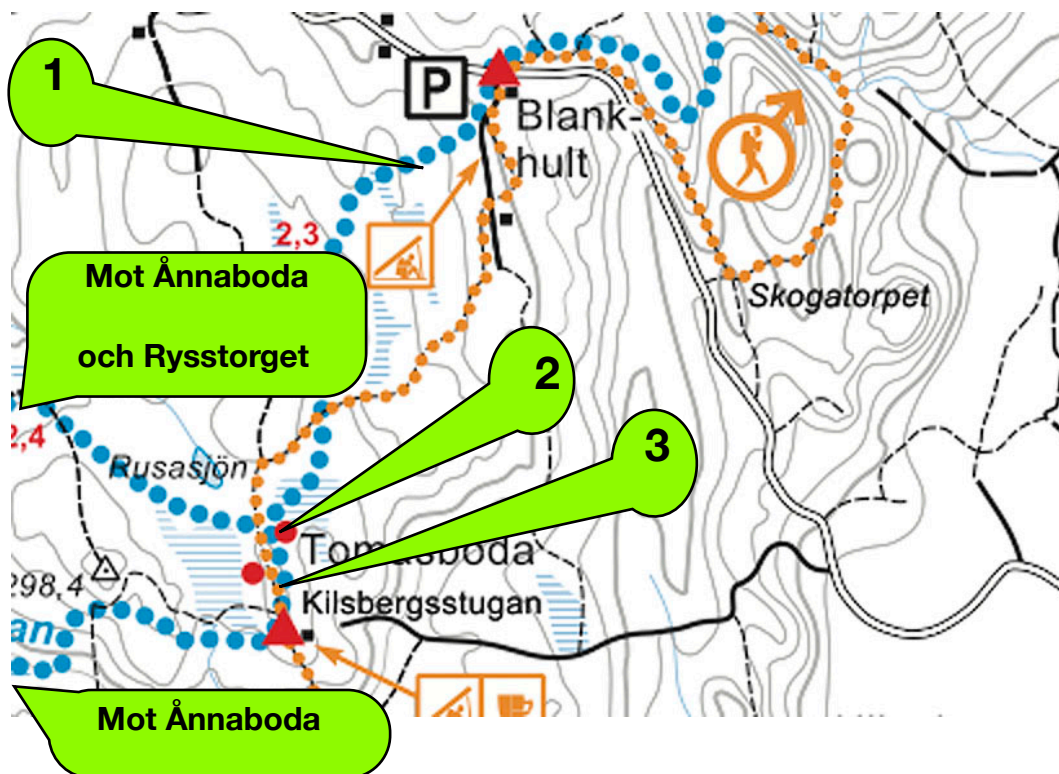 1
P
Blank-
hult
2,3
Mot Ånnaboda
och Rysstorget
Skogatorpet
2
2,4
3
Rusasjön
Tomasboda
298,4
Kilsbergsstugan
an
Mot Ånnaboda